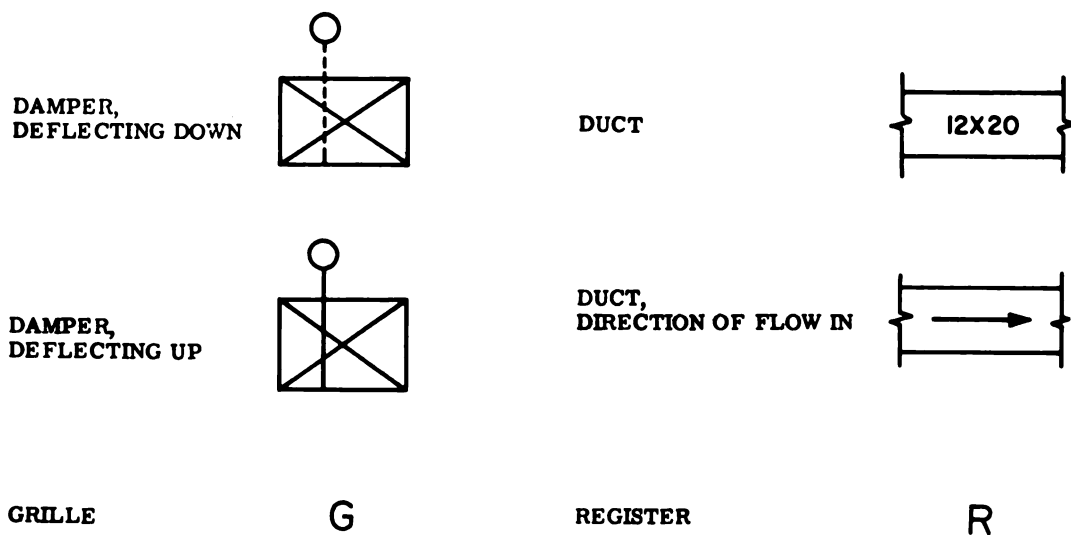 DAMPER,
DEFLECTING DOWN
DUCT
12X20
DAMPER,
DEFLECTING UP
DUCT,
DIRECTION OF FLOW IN
GRILLE
G
REGISTER
R